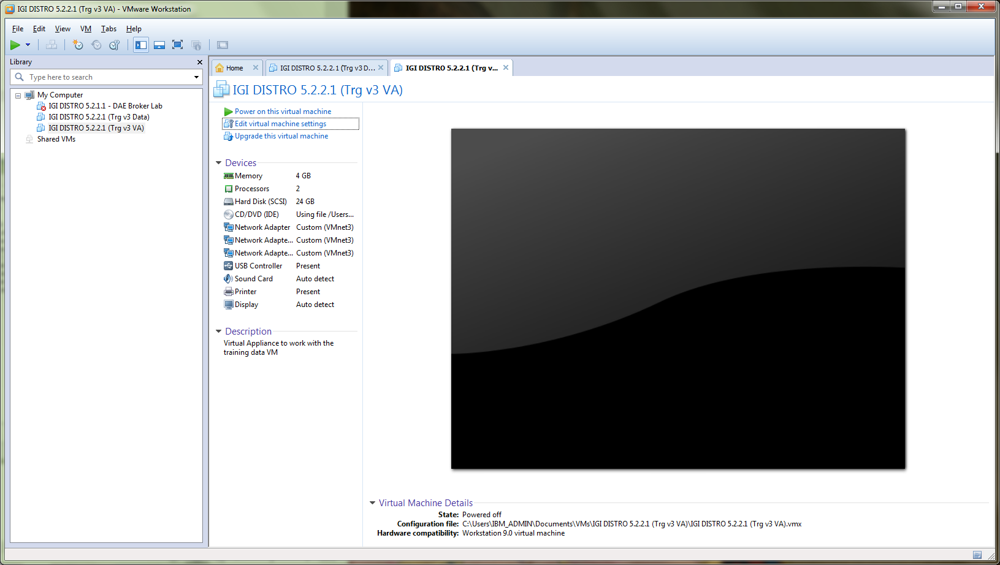 IGI DISTRO 5.2.2.1 (Trg v3 VA) - VMware Workstation
File Edit View VM Tabs Help
Library
Type here to search
My Computer
IGI DISTRO 5.2.1.1 - DAE Broker Lab
IGI DISTRO 5.2.2.1 (Trg v3 Data)
IGI DISTRO 5.2.2.1 (Trg v3 VA)
Shared VMs
Home
IGI DISTRO 5.2.2.1 (Trg v3 D...
IGI DISTRO 5.2.2.1 (Trg v...
IGI DISTRO 5.2.2.1 (Trg v3 VA)
Power on this virtual machine
Edit virtual machine settings
Upgrade this virtual machine
Devices
Memory 4 GB
Processors 2
Hard Disk (SCSI) 24 GB
CD/DVD (IDE) Using file /Users...
Network Adapter Custom (VMnet3)
Network Adapte... Custom (VMnet3)
Network Adapte... Custom (VMnet3)
USB Controller Present
Sound Card Auto detect
Printer Present
Display Auto detect
Description
Virtual Appliance to work with the
training data VM
Virtual Machine Details
State: Powered off
Configuration file: C:\Users\IBM_ADMIN\Documents\VMs\IGI DISTRO 5.2.2.1 (Trg v3 VA)\IGI DISTRO 5.2.2.1 (Trg v3 VA).vmx
Hardware compatibility: Workstation 9.0 virtual machine